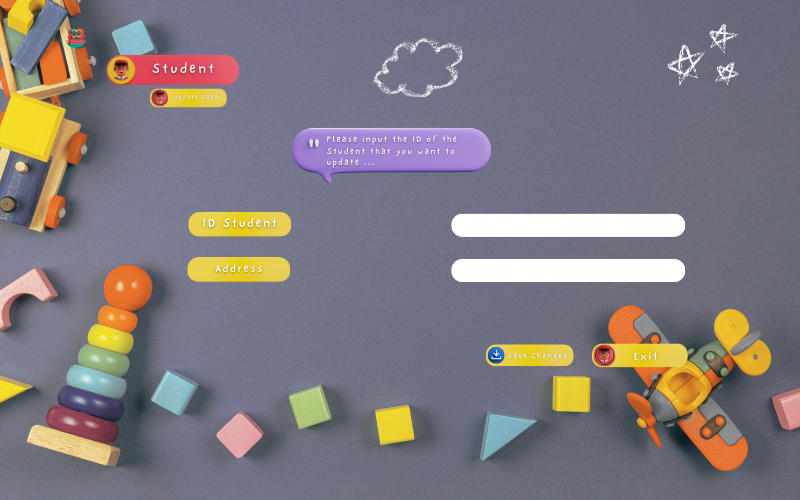 Student
Update Data
"
Please input the ID of the
Student that you want to
update ...
ID Student
Address
Save Changes
Exit